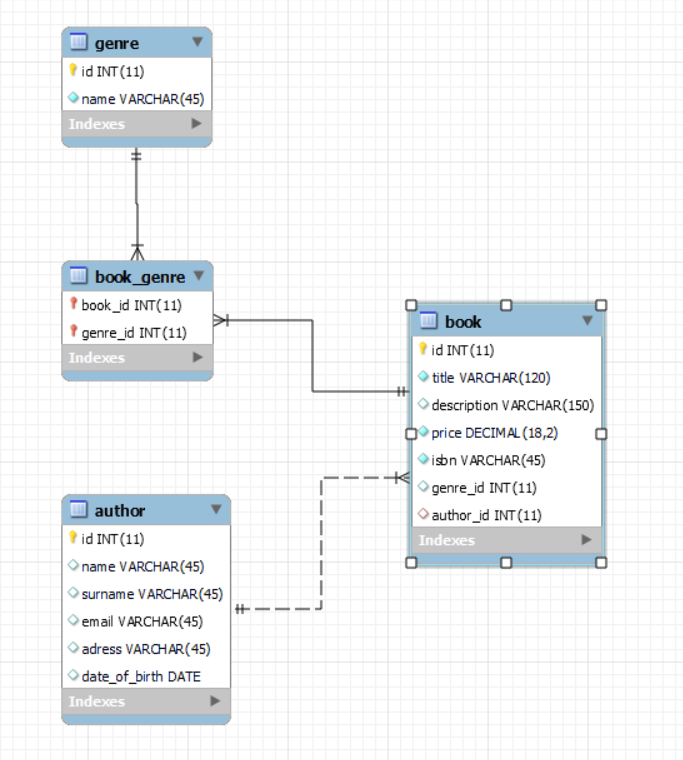 genre
id INT(11)
name VARCHAR(45)
Indexes
book_genre
book_id INT(11)
genre_id INT(11)
Indexes
book
id INT(11)
title VARCHAR(120)
description VARCHAR(150)
price DECIMAL(18,2)
isbn VARCHAR(45)
genre_id INT(11)
author_id INT(11)
Indexes
author
id INT(11)
name VARCHAR(45)
surname VARCHAR(45)
email VARCHAR(45)
adress VARCHAR(45)
date_of_birth DATE
Indexes